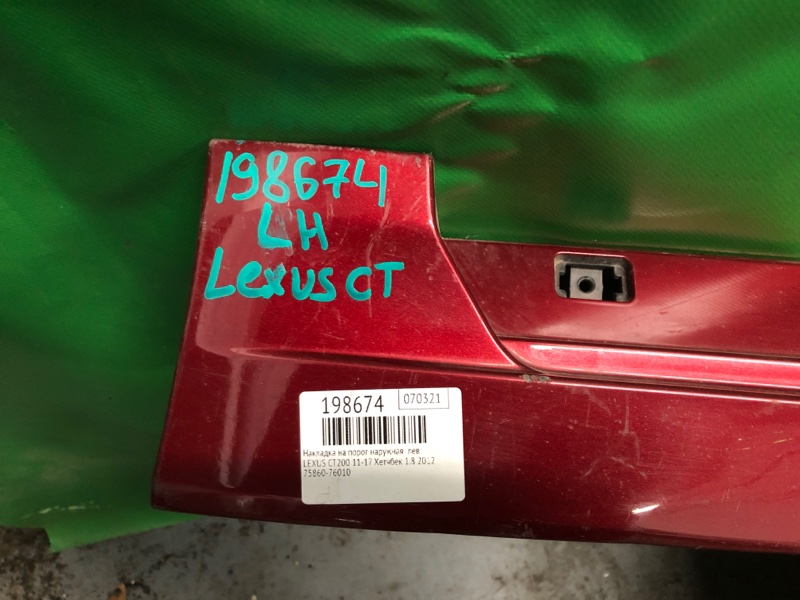 198674
LH
Lexus CT
198674
070321
Накладка на порог наружная лев.
LEXUS CT200 11-17 Хетчбек 1.8 2012
75860-76010